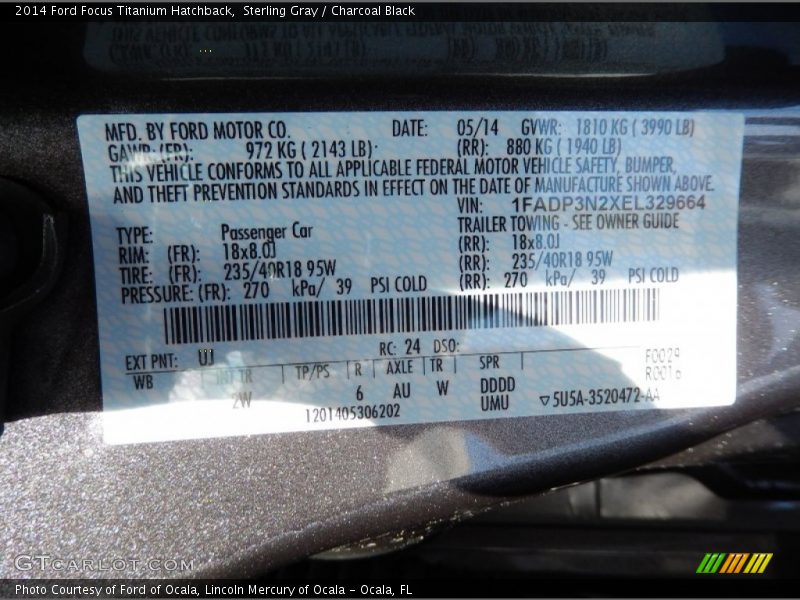 2014 Ford Focus Titanium Hatchback, Sterling Gray / Charcoal Black
MFD. BY FORD MOTOR CO. DATE: 05/14 GVWR: 1810 KG ( 3990 LB)
GAWR: (FR): 972 KG ( 2143 LB) (RR): 880 KG ( 1940 LB)
THIS VEHICLE CONFORMS TO ALL APPLICABLE FEDERAL MOTOR VEHICLE SAFETY, BUMPER,
AND THEFT PREVENTION STANDARDS IN EFFECT ON THE DATE OF MANUFACTURE SHOWN ABOVE.
VIN: 1FADP3N2XEL329664
TYPE: Passenger Car TRAILER TOWING - SEE OWNER GUIDE
RIM: (FR): 18x8.0J (RR): 18x8.0J
TIRE: (FR): 235/40R18 95W (RR): 235/40R18 95W
PRESSURE: (FR): 270 kPa/ 39 PSI COLD (RR): 270 kPa/ 39 PSI COLD
EXT PNT: UJ RC: 24 DSO: F0029
WB INT TR TP/PS R AXLE TR SPR R0016
2W 6 AU W DDDD ▽5U5A-3520472-AA
1201405306202 UMU
GTCARLOT.COM
Photo Courtesy of Ford of Ocala, Lincoln Mercury of Ocala - Ocala, FL